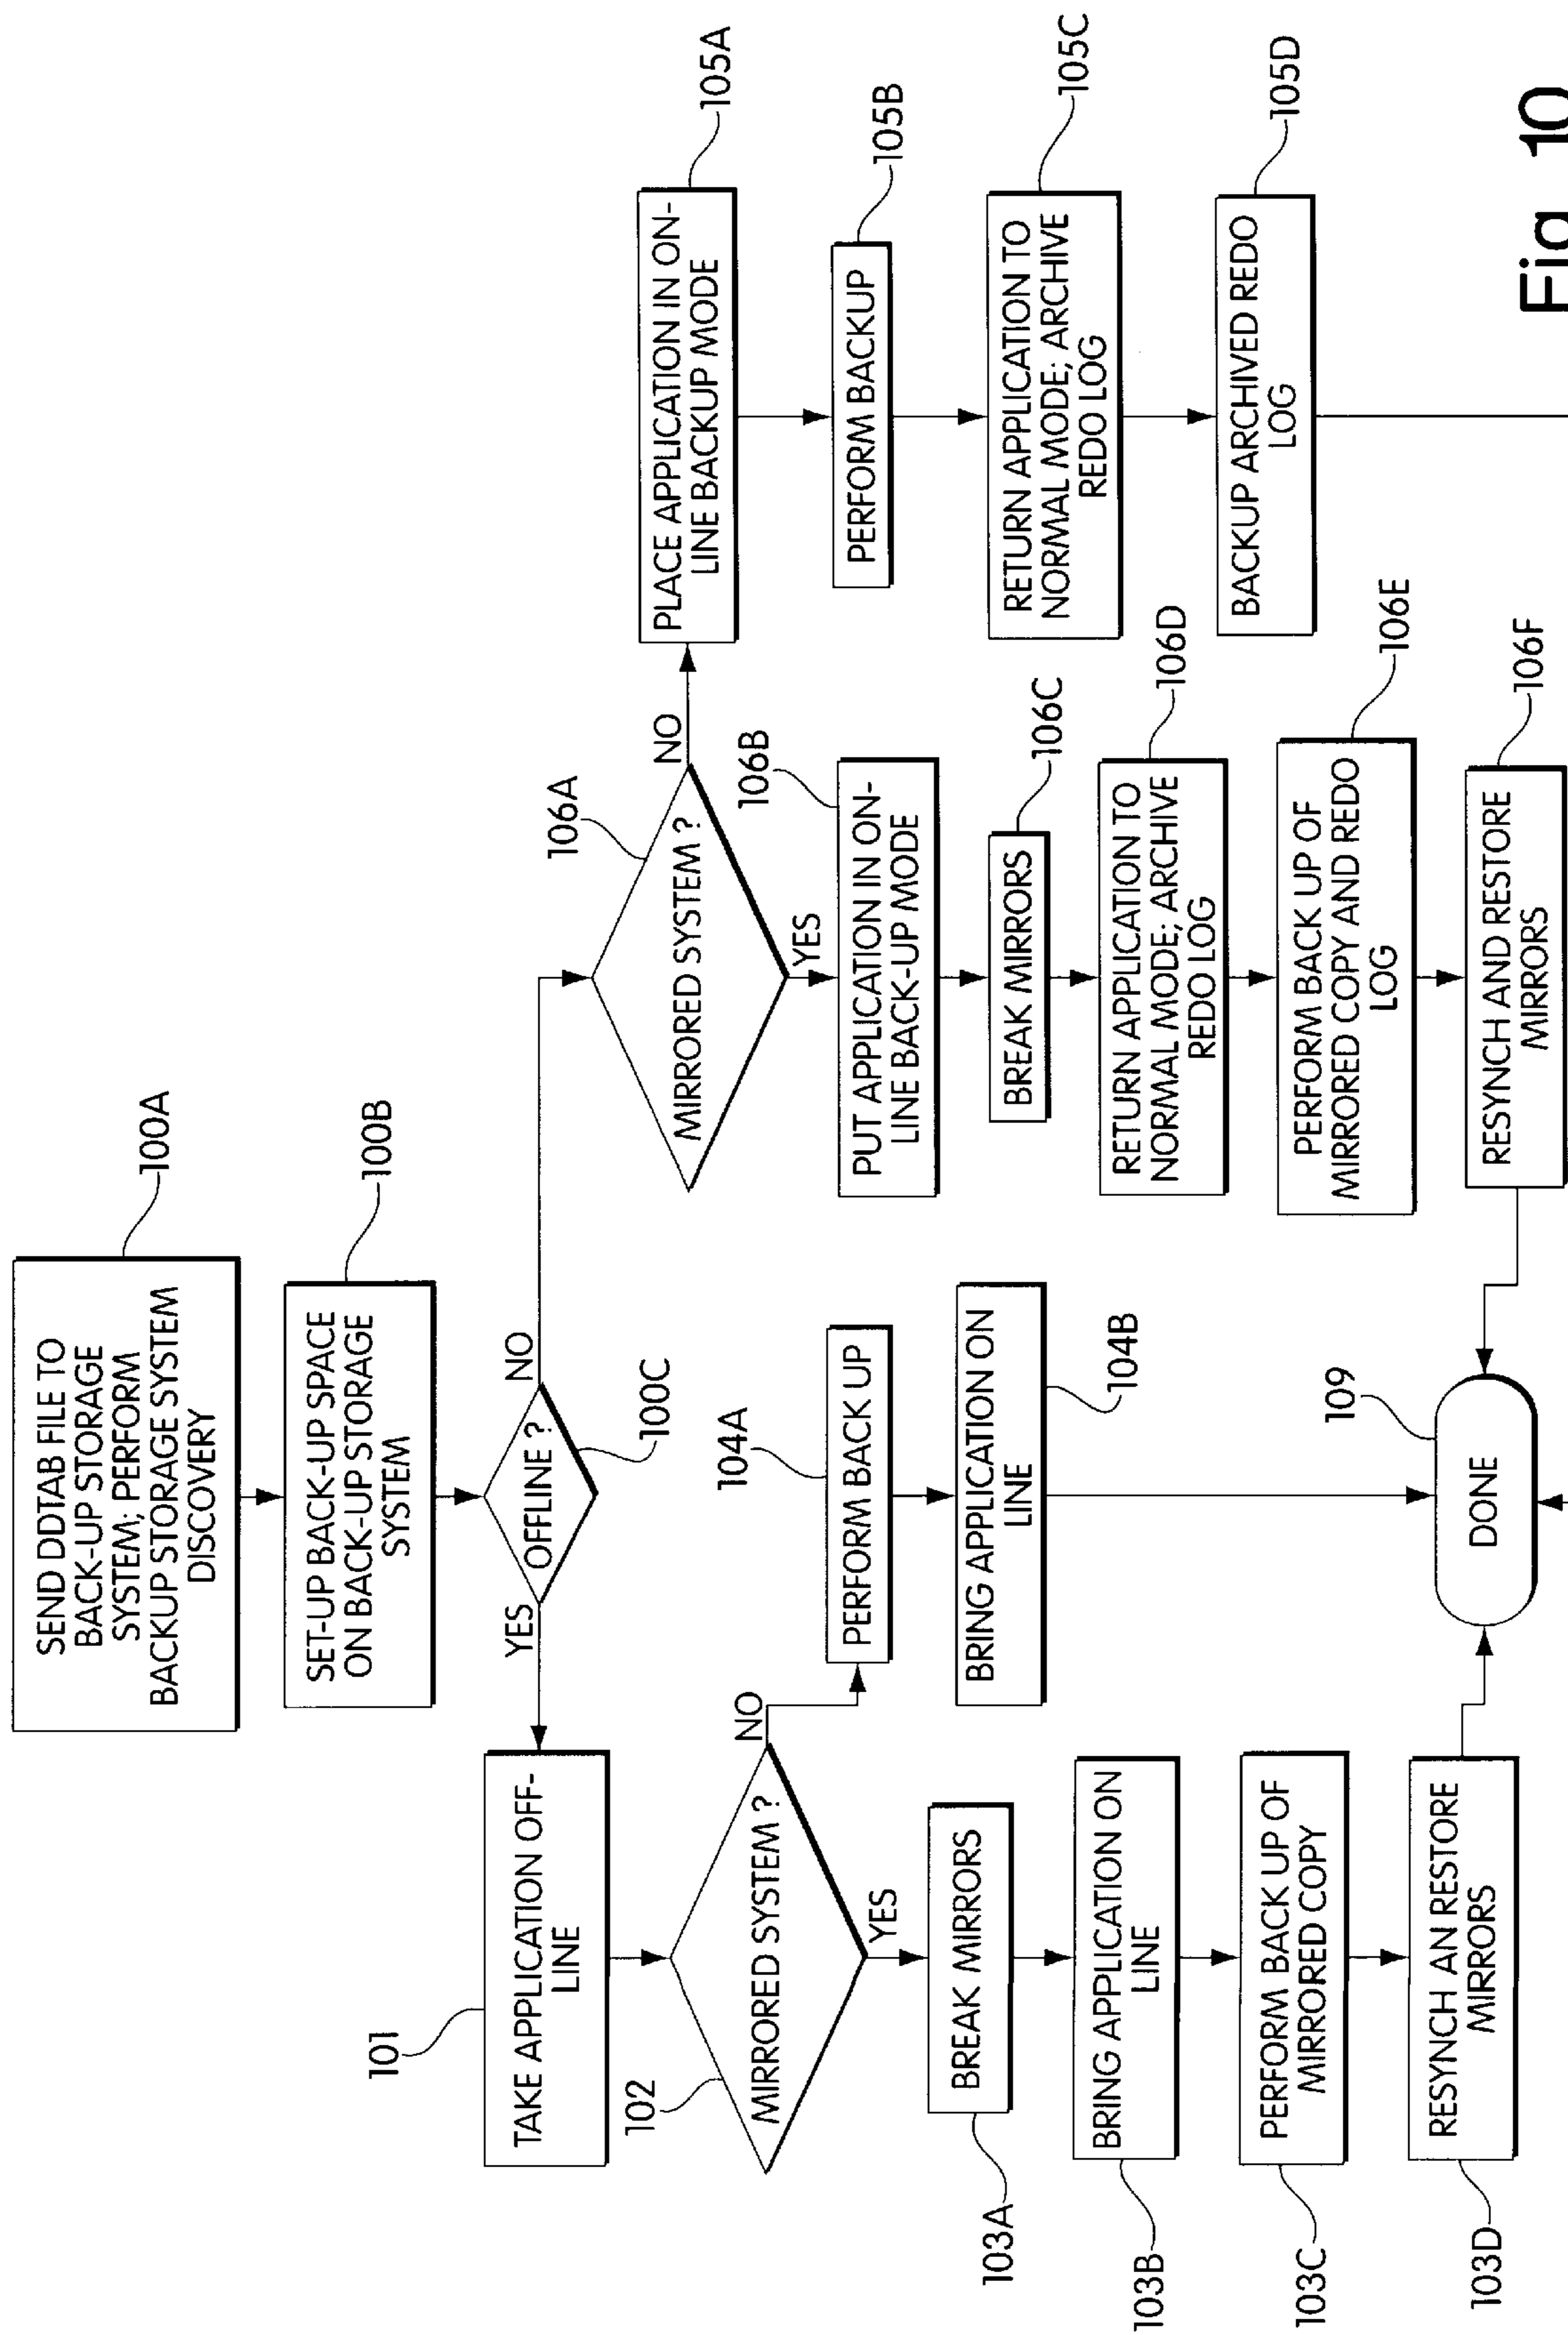 100A
SEND DDTAB FILE TO
BACK-UP STORAGE
SYSTEM; PERFORM
BACKUP STORAGE SYSTEM
DISCOVERY
100B
SET-UP BACK-UP SPACE
ON BACK-UP STORAGE
SYSTEM
OFFLINE ?
YES
NO
100C
101
TAKE APPLICATION OFF-
LINE
102
MIRRORED SYSTEM ?
NO
YES
103A
BREAK MIRRORS
103B
BRING APPLICATION ON
LINE
103C
PERFORM BACK UP OF
MIRRORED COPY
103D
RESYNCH AN RESTORE
MIRRORS
104A
PERFORM BACK UP
BRING APPLICATION ON
LINE
104B
106A
MIRRORED SYSTEM ?
NO
YES
106B
PUT APPLICATION IN ON-
LINE BACK-UP MODE
106C
BREAK MIRRORS
106D
RETURN APPLICATION TO
NORMAL MODE; ARCHIVE
REDO LOG
106E
PERFORM BACK UP OF
MIRRORED COPY AND REDO
LOG
106F
RESYNCH AND RESTORE
MIRRORS
105A
PLACE APPLICATION IN ON-
LINE BACKUP MODE
105B
PERFORM BACKUP
105C
RETURN APPLICATION TO
NORMAL MODE; ARCHIVE
REDO LOG
105D
BACKUP ARCHIVED REDO
LOG
109
DONE
Fig. 10